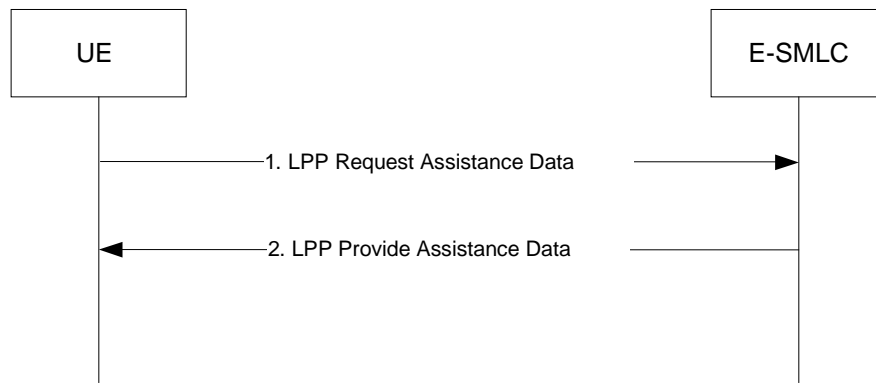 UE
E-SMLC
1. LPP Request Assistance Data
2. LPP Provide Assistance Data